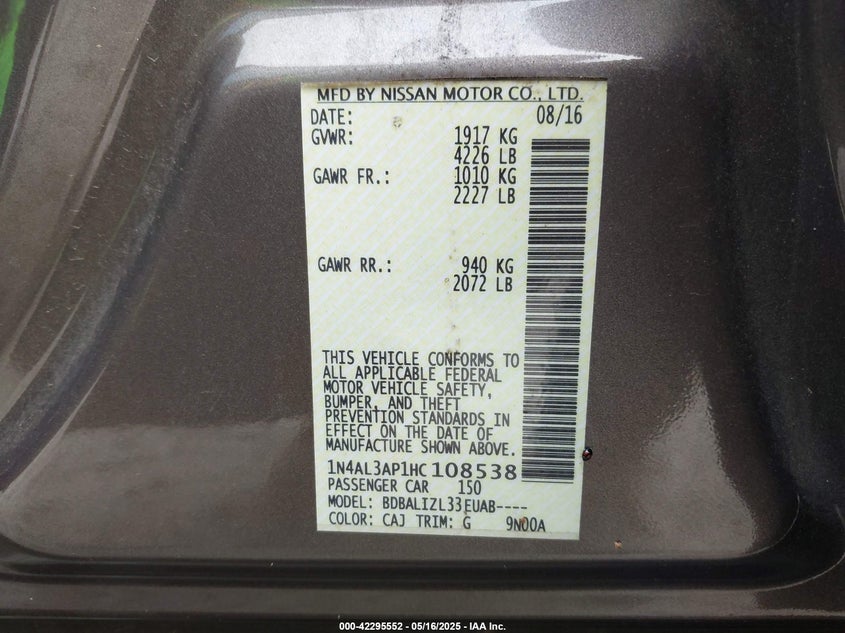 MFD BY NISSAN MOTOR CO., LTD.
DATE: 08/16
GVWR: 1917 KG
4226 LB
GAWR FR.: 1010 KG
2227 LB
GAWR RR.: 940 KG
2072 LB
THIS VEHICLE CONFORMS TO
ALL APPLICABLE FEDERAL
MOTOR VEHICLE SAFETY,
BUMPER, AND THEFT
PREVENTION STANDARDS IN
EFFECT ON THE DATE OF
MANUFACTURE SHOWN ABOVE.
1N4AL3AP1HC108538
PASSENGER CAR 150
MODEL: BDBALIZL33EUAB----
COLOR: CAJ TRIM: G 9N00A
000-42295552 - 05/16/2025 - IAA Inc.